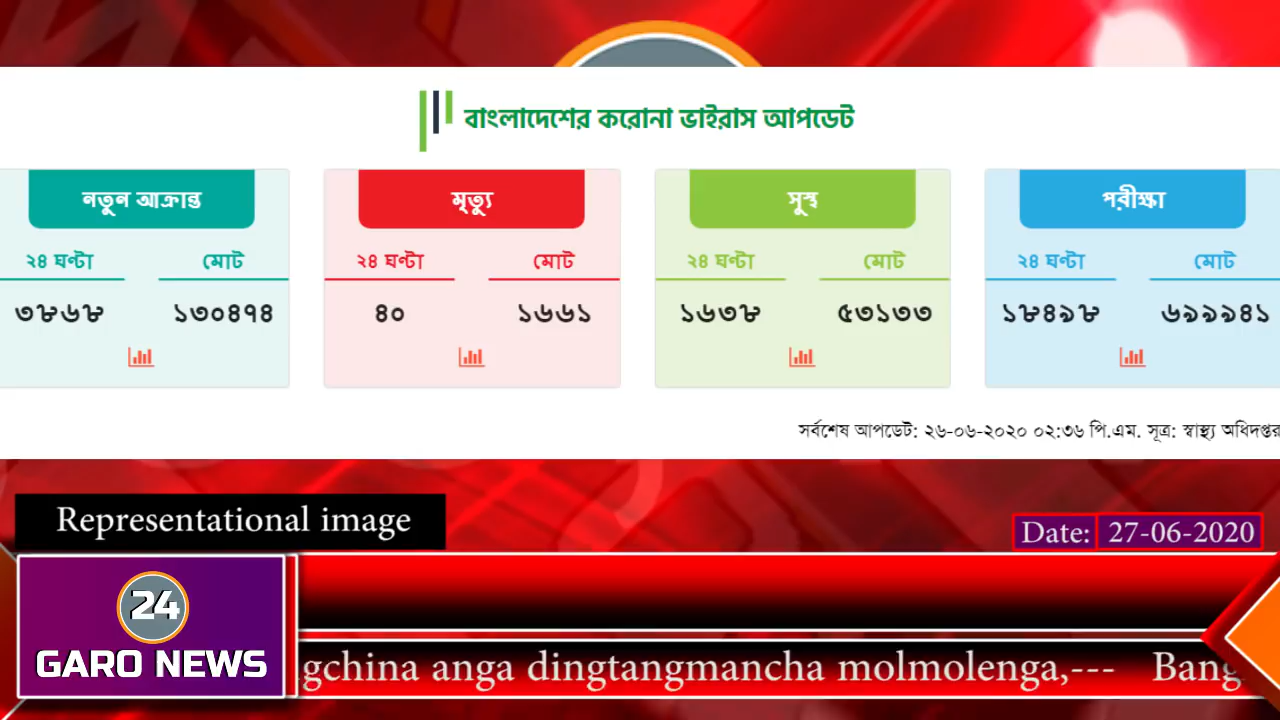 বাংলাদেশের করোনা ভাইরাস আপডেট
নতুন আক্রান্ত
২৪ ঘণ্টা মোট
৩৮৬৮ ১৩০৪৭৪
মৃত্যু
২৪ ঘণ্টা মোট
৪০ ১৬৬১
সুস্থ
২৪ ঘণ্টা মোট
১৬৩৮ ৫৩১৩৩
পরীক্ষা
২৪ ঘণ্টা মোট
১৮৪৯৮ ৬৯৯৯৪১
সর্বশেষ আপডেট: ২৬-০৬-২০২০ ০২:৩৬ পি.এম. সূত্র: স্বাস্থ্য অধিদপ্তর
Representational image
Date: 27-06-2020
24
GARO NEWS
gchina anga dingtangmancha molmolenga,--- Bang